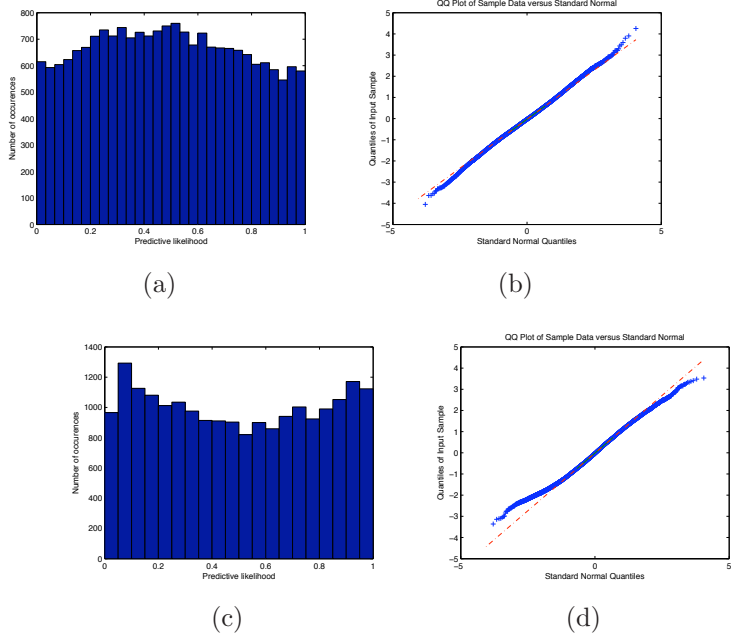 QQ Plot of Sample Data versus Standard Normal
800
700
600
500
400
300
200
100
0
Number of occurences
0 0.2 0.4 0.6 0.8 1
Predictive likelihood
(a)
5
4
3
2
1
0
−1
−2
−3
−4
−5
Quantiles of Input Sample
−5 0 5
Standard Normal Quantiles
(b)
1400
1200
1000
800
600
400
200
0
Number of occurences
0 0.2 0.4 0.6 0.8 1
Predictive likelihood
(c)
QQ Plot of Sample Data versus Standard Normal
5
4
3
2
1
0
−1
−2
−3
−4
−5
Quantiles of Input Sample
−5 0 5
Standard Normal Quantiles
(d)